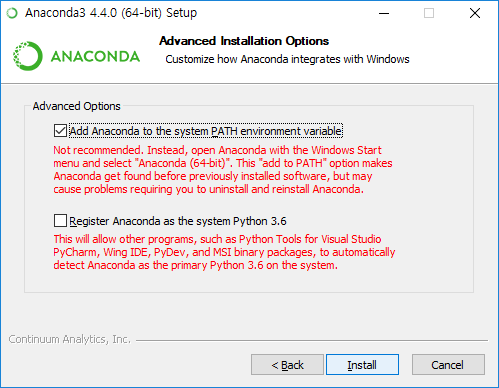 Anaconda3 4.4.0 (64-bit) Setup
ANACONDA
Advanced Installation Options
Customize how Anaconda integrates with Windows
Advanced Options
Add Anaconda to the system PATH environment variable
Not recommended. Instead, open Anaconda with the Windows Start
menu and select "Anaconda (64-bit)". This "add to PATH" option makes
Anaconda get found before previously installed software, but may
cause problems requiring you to uninstall and reinstall Anaconda.
Register Anaconda as the system Python 3.6
This will allow other programs, such as Python Tools for Visual Studio
PyCharm, Wing IDE, PyDev, and MSI binary packages, to automatically
detect Anaconda as the primary Python 3.6 on the system.
Continuum Analytics, Inc.
< Back
Install
Cancel